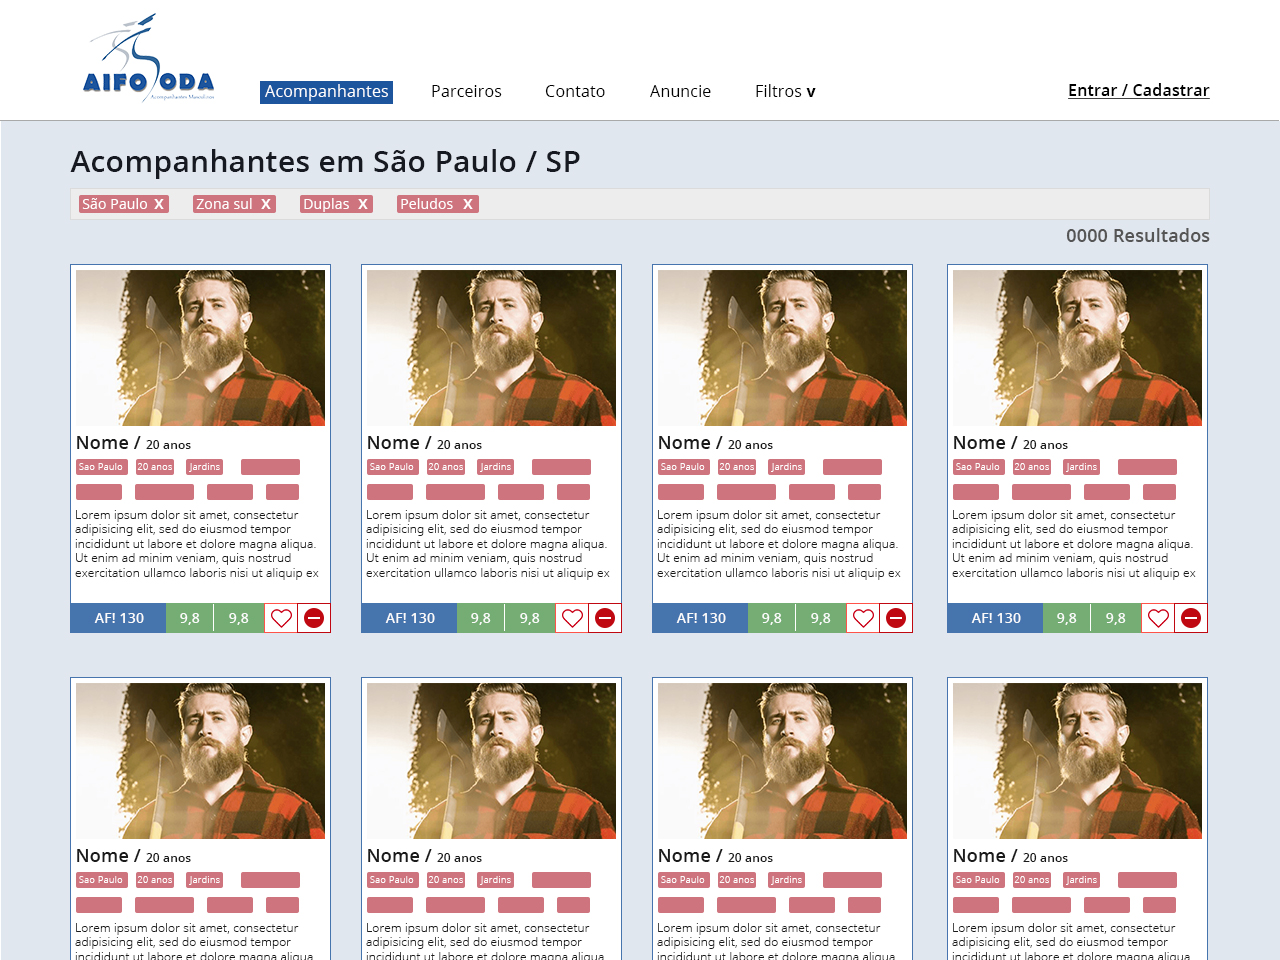 AIFO ODA
Acompanhantes Masculinos
Acompanhantes
Parceiros
Contato
Anuncie
Filtros v
Entrar / Cadastrar
Acompanhantes em São Paulo / SP
São Paulo X
Zona sul X
Duplas X
Peludos X
0000 Resultados
Nome / 20 anos
Sao Paulo 20 anos Jardins
Lorem ipsum dolor sit amet, consectetur
adipisicing elit, sed do eiusmod tempor
incididunt ut labore et dolore magna aliqua.
Ut enim ad minim veniam, quis nostrud
exercitation ullamco laboris nisi ut aliquip ex
AF! 130 9,8 9,8
Nome / 20 anos
Sao Paulo 20 anos Jardins
Lorem ipsum dolor sit amet, consectetur
adipisicing elit, sed do eiusmod tempor
incididunt ut labore et dolore magna aliqua.
Ut enim ad minim veniam, quis nostrud
exercitation ullamco laboris nisi ut aliquip ex
AF! 130 9,8 9,8
Nome / 20 anos
Sao Paulo 20 anos Jardins
Lorem ipsum dolor sit amet, consectetur
adipisicing elit, sed do eiusmod tempor
incididunt ut labore et dolore magna aliqua.
Ut enim ad minim veniam, quis nostrud
exercitation ullamco laboris nisi ut aliquip ex
AF! 130 9,8 9,8
Nome / 20 anos
Sao Paulo 20 anos Jardins
Lorem ipsum dolor sit amet, consectetur
adipisicing elit, sed do eiusmod tempor
incididunt ut labore et dolore magna aliqua.
Ut enim ad minim veniam, quis nostrud
exercitation ullamco laboris nisi ut aliquip ex
AF! 130 9,8 9,8
Nome / 20 anos
Sao Paulo 20 anos Jardins
Lorem ipsum dolor sit amet, consectetur
adipisicing elit, sed do eiusmod tempor
incididunt ut labore et dolore magna aliqua.
Nome / 20 anos
Sao Paulo 20 anos Jardins
Lorem ipsum dolor sit amet, consectetur
adipisicing elit, sed do eiusmod tempor
incididunt ut labore et dolore magna aliqua.
Nome / 20 anos
Sao Paulo 20 anos Jardins
Lorem ipsum dolor sit amet, consectetur
adipisicing elit, sed do eiusmod tempor
incididunt ut labore et dolore magna aliqua.
Nome / 20 anos
Sao Paulo 20 anos Jardins
Lorem ipsum dolor sit amet, consectetur
adipisicing elit, sed do eiusmod tempor
incididunt ut labore et dolore magna aliqua.